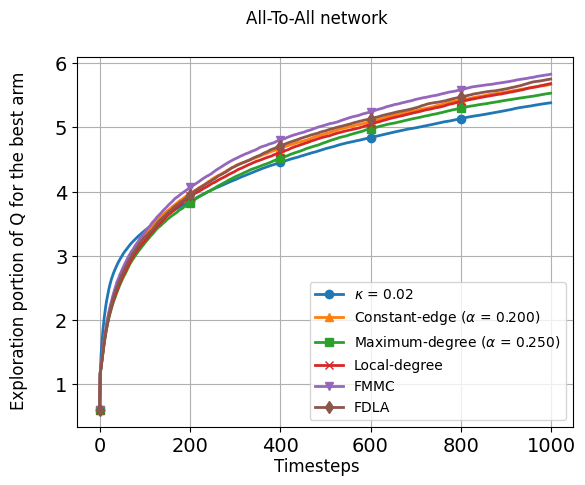 All-To-All network
Exploration portion of Q for the best arm
6
5
4
3
2
1
κ = 0.02
Constant-edge (α = 0.200)
Maximum-degree (α = 0.250)
Local-degree
FMMC
FDLA
0 200 400 600 800 1000
Timesteps